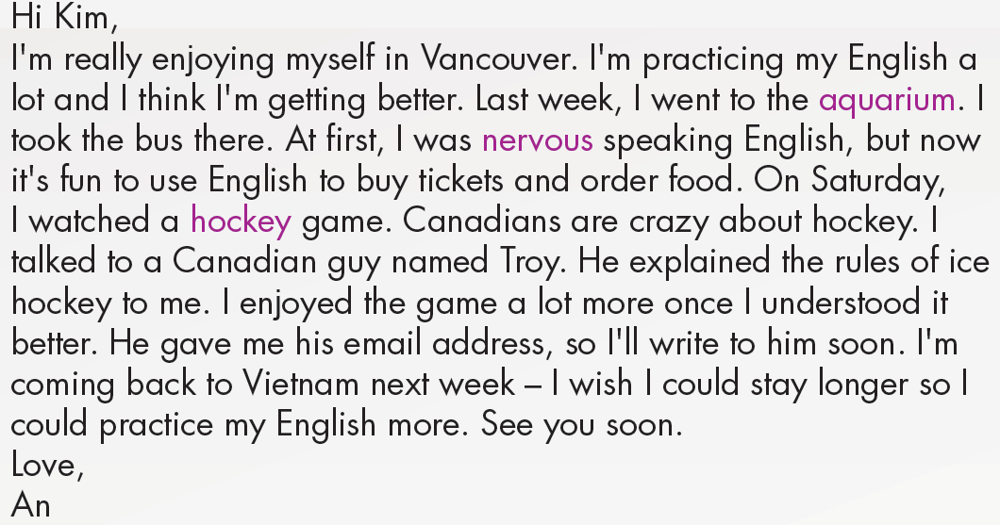 Hi Kim,
I'm really enjoying myself in Vancouver. I'm practicing my English a
lot and I think I'm getting better. Last week, I went to the aquarium. I
took the bus there. At first, I was nervous speaking English, but now
it's fun to use English to buy tickets and order food. On Saturday,
I watched a hockey game. Canadians are crazy about hockey. I
talked to a Canadian guy named Troy. He explained the rules of ice
hockey to me. I enjoyed the game a lot more once I understood it
better. He gave me his email address, so I'll write to him soon. I'm
coming back to Vietnam next week – I wish I could stay longer so I
could practice my English more. See you soon.
Love,
An